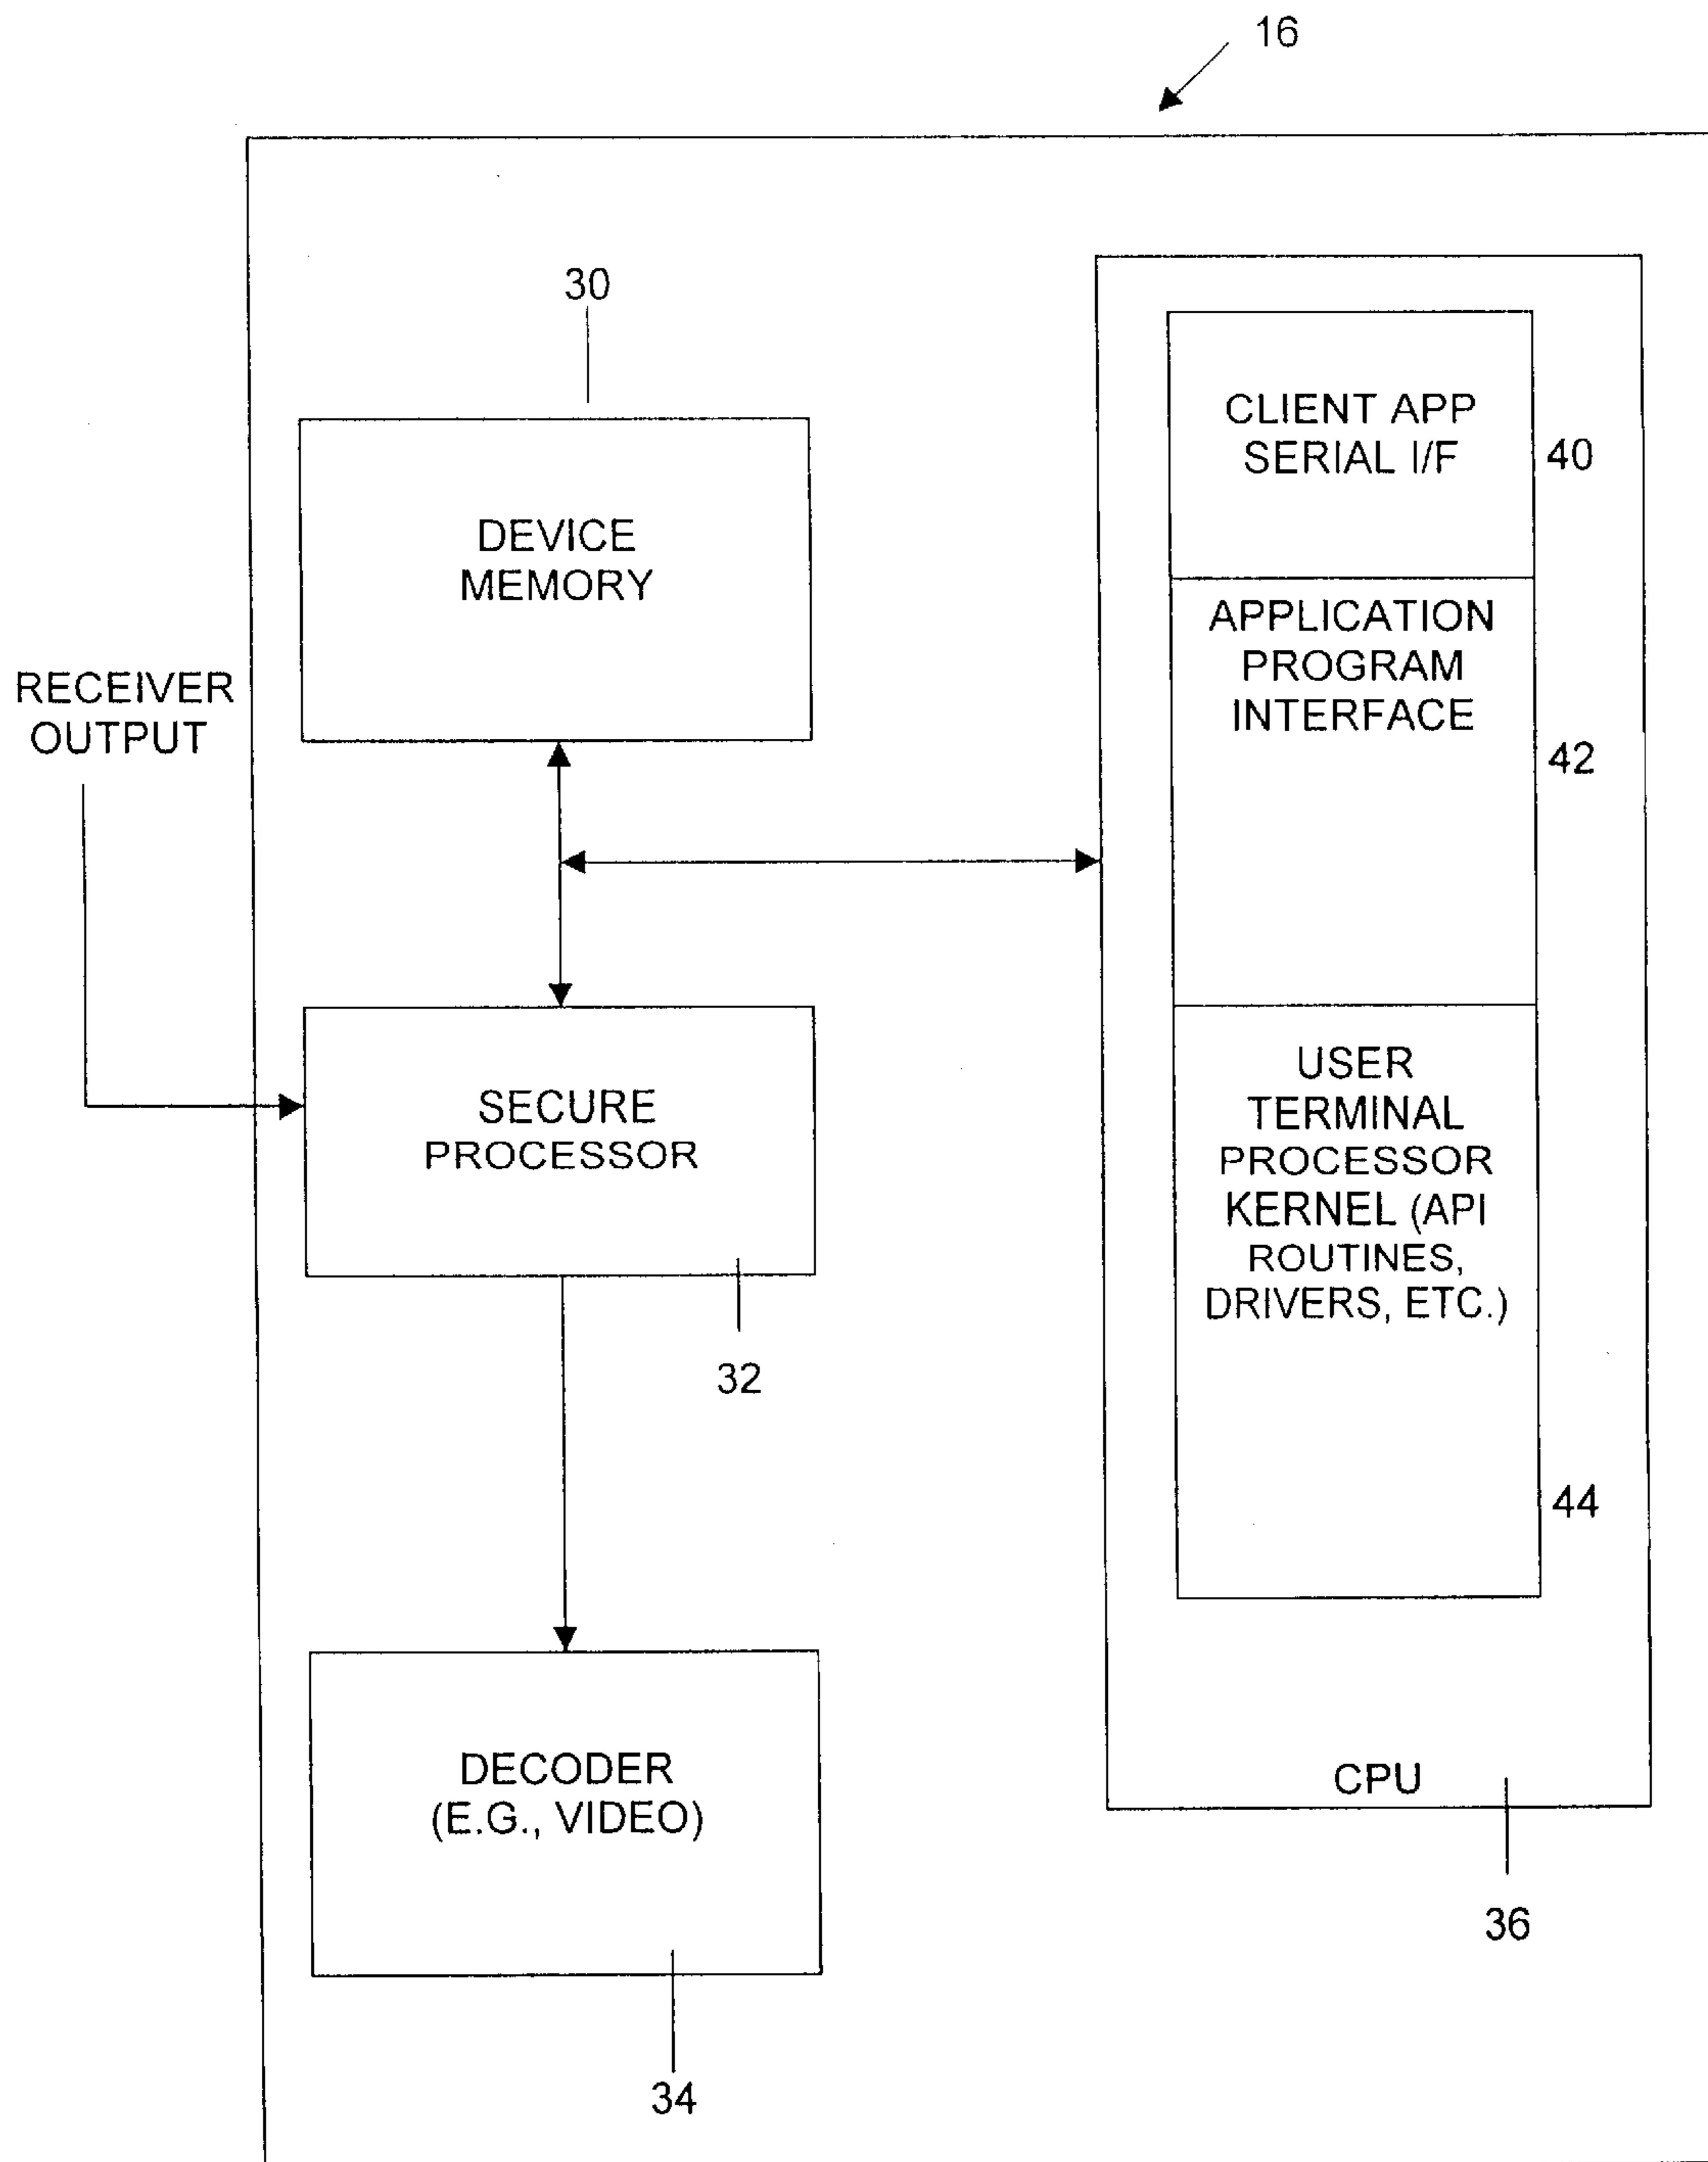 16
30
DEVICE
MEMORY
RECEIVER
OUTPUT
SECURE
PROCESSOR
32
DECODER
(E.G., VIDEO)
34
CLIENT APP
SERIAL I/F
40
APPLICATION
PROGRAM
INTERFACE
42
USER
TERMINAL
PROCESSOR
KERNEL (API
ROUTINES,
DRIVERS, ETC.)
44
CPU
36